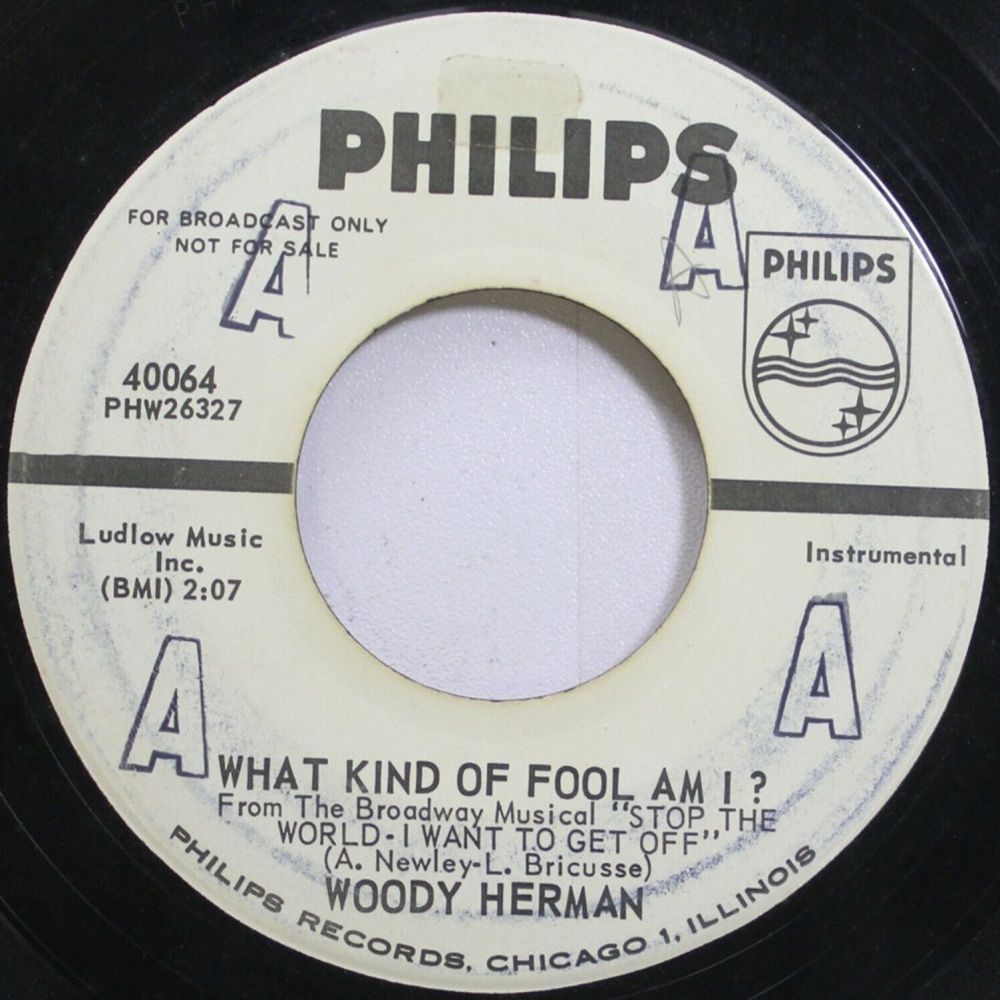 PHILIPS
FOR BROADCAST ONLY
NOT FOR SALE
A
A
PHILIPS
40064
PHW26327
Ludlow Music
Inc.
(BMI) 2:07
Instrumental
A
A
WHAT KIND OF FOOL AM I ?
From The Broadway Musical "STOP THE
WORLD-I WANT TO GET OFF"
(A. Newley-L. Bricusse)
WOODY HERMAN
PHILIPS RECORDS, CHICAGO 1, ILLINOIS